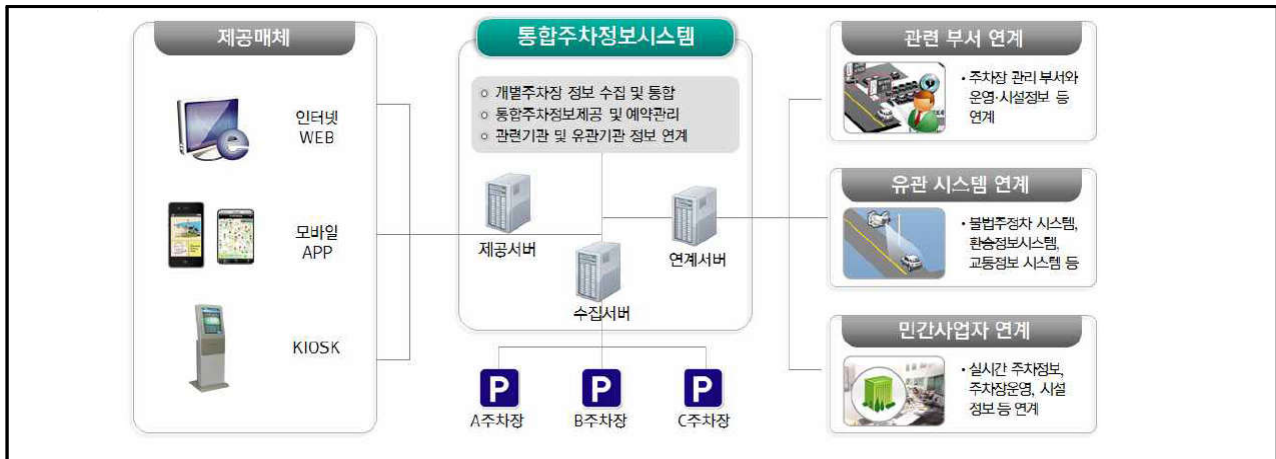 제공매체
인터넷
WEB
모바일
APP
KIOSK
통합주차정보시스템
○ 개별주차장 정보 수집 및 통합
○ 통합주차정보제공 및 예약관리
○ 관련기관 및 유관기관 정보 연계
제공서버
연계서버
수집서버
P
P
P
A주차장
B주차장
C주차장
관련 부서 연계
• 주차장 관리 부서와
운영·시설정보 등
연계
유관 시스템 연계
• 불법주정차 시스템,
환승정보시스템,
교통정보 시스템 등
민간사업자 연계
• 실시간 주차정보,
주차장운영, 시설
정보 등 연계